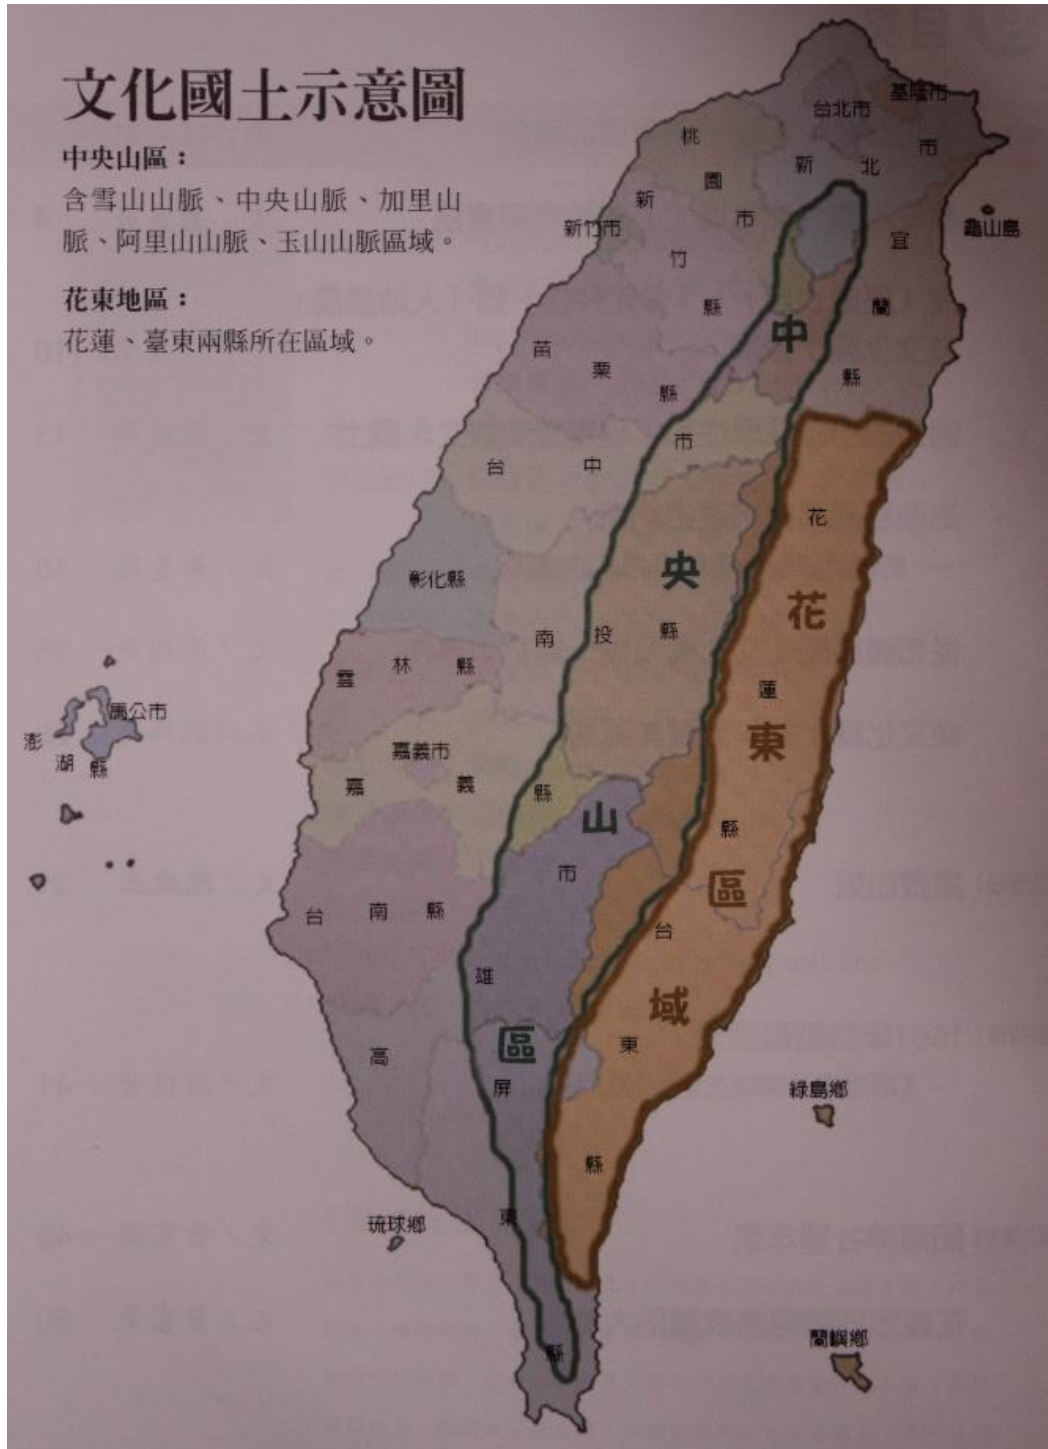 文化國土示意圖
中央山區：
含雪山山脈、中央山脈、加里山
脈、阿里山山脈、玉山山脈區域。
花東地區：
花蓮、臺東兩縣所在區域。
基隆市
台北市
新北市
桃園市
新竹市
新竹縣
宜蘭縣
龜山島
苗栗縣
台中市
彰化縣
南投縣
雲林縣
嘉義市
嘉義縣
台南縣
高雄市
屏東縣
花蓮縣
台東縣
中央山區
花東區域
馬公市
澎湖縣
琉球鄉
綠島鄉
蘭嶼鄉